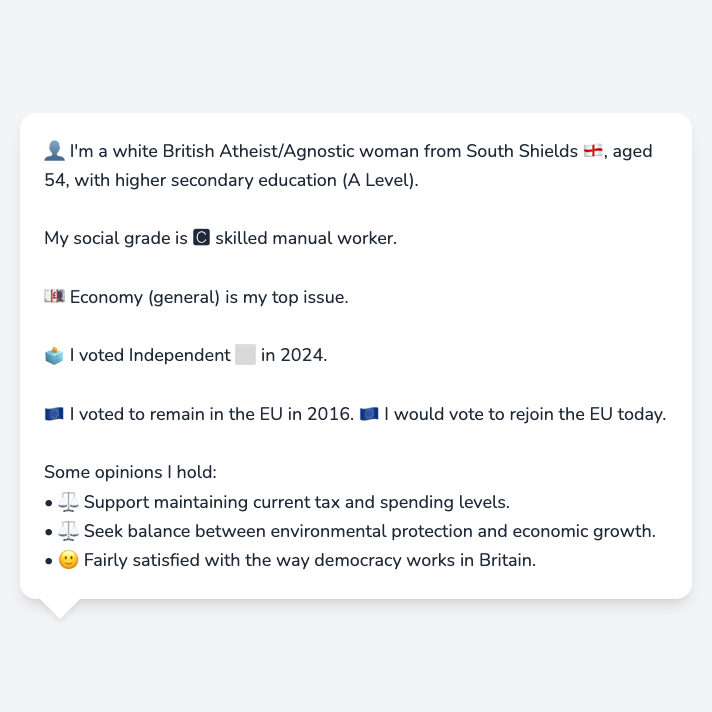 👤 I'm a white British Atheist/Agnostic woman from South Shields 🏴󠁧󠁢󠁥󠁮󠁧󠁿, aged
54, with higher secondary education (A Level).
My social grade is 🅲 skilled manual worker.
💷 Economy (general) is my top issue.
🗳️ I voted Independent ⬜ in 2024.
🇪🇺 I voted to remain in the EU in 2016. 🇪🇺 I would vote to rejoin the EU today.
Some opinions I hold:
• ⚖️ Support maintaining current tax and spending levels.
• ⚖️ Seek balance between environmental protection and economic growth.
• 🙂 Fairly satisfied with the way democracy works in Britain.